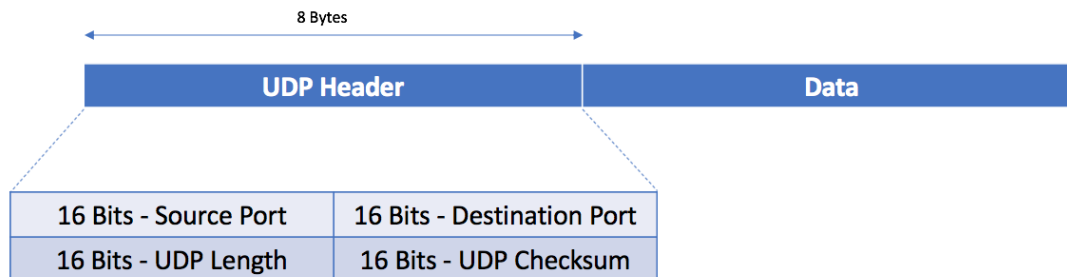 8 Bytes
UDP Header
Data
16 Bits - Source Port
16 Bits - Destination Port
16 Bits - UDP Length
16 Bits - UDP Checksum